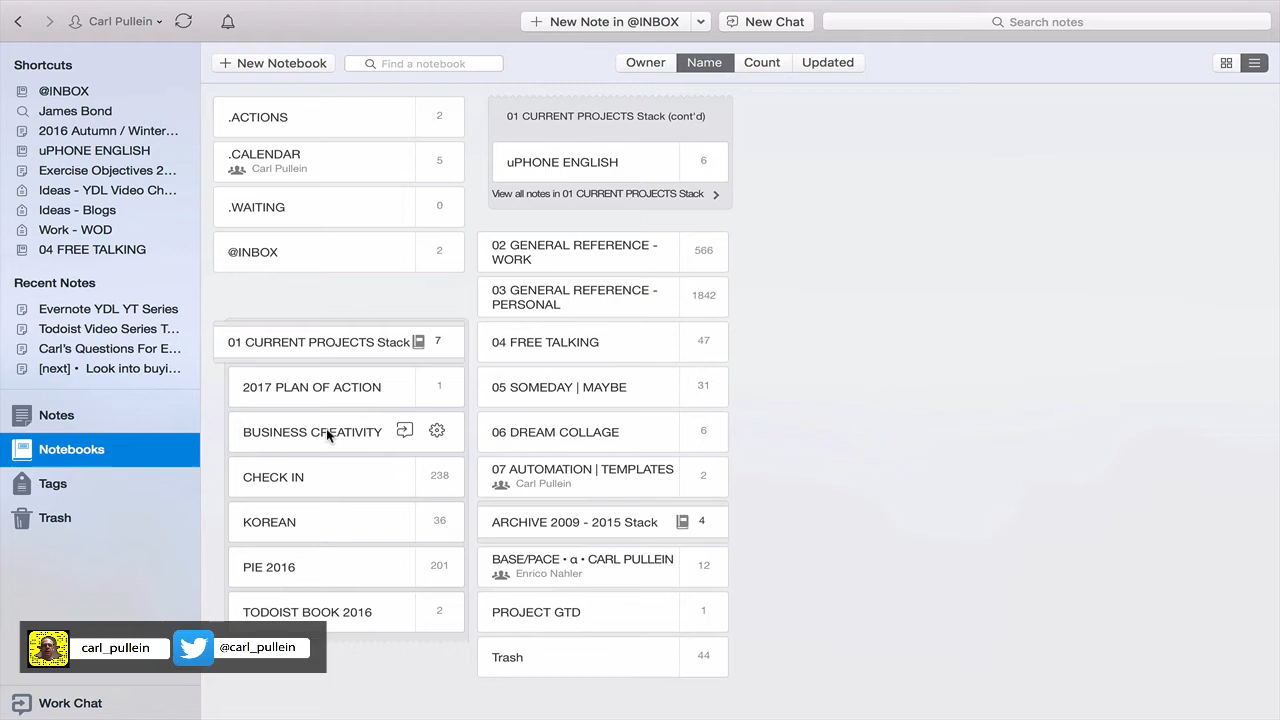 Carl Pullein
New Note in @INBOX
New Chat
Search notes
Shortcuts
@INBOX
James Bond
2016 Autumn / Winter...
uPHONE ENGLISH
Exercise Objectives 2...
Ideas - YDL Video Ch...
Ideas - Blogs
Work - WOD
04 FREE TALKING
Recent Notes
Evernote YDL YT Series
Todoist Video Series T...
Carl's Questions For E...
[next] • Look into buyi...
Notes
Notebooks
Tags
Trash
Work Chat
New Notebook
Find a notebook
Owner
Name
Count
Updated
.ACTIONS
2
.CALENDAR
Carl Pullein
5
.WAITING
0
@INBOX
2
01 CURRENT PROJECTS Stack
7
2017 PLAN OF ACTION
1
BUSINESS CREATIVITY
CHECK IN
238
KOREAN
36
PIE 2016
201
TODOIST BOOK 2016
2
01 CURRENT PROJECTS Stack (cont'd)
uPHONE ENGLISH
6
View all notes in 01 CURRENT PROJECTS Stack
02 GENERAL REFERENCE -
WORK
566
03 GENERAL REFERENCE -
PERSONAL
1842
04 FREE TALKING
47
05 SOMEDAY | MAYBE
31
06 DREAM COLLAGE
6
07 AUTOMATION | TEMPLATES
Carl Pullein
2
ARCHIVE 2009 - 2015 Stack
4
BASE/PACE • α • CARL PULLEIN
Enrico Nahler
12
PROJECT GTD
1
Trash
44
carl_pullein
@carl_pullein